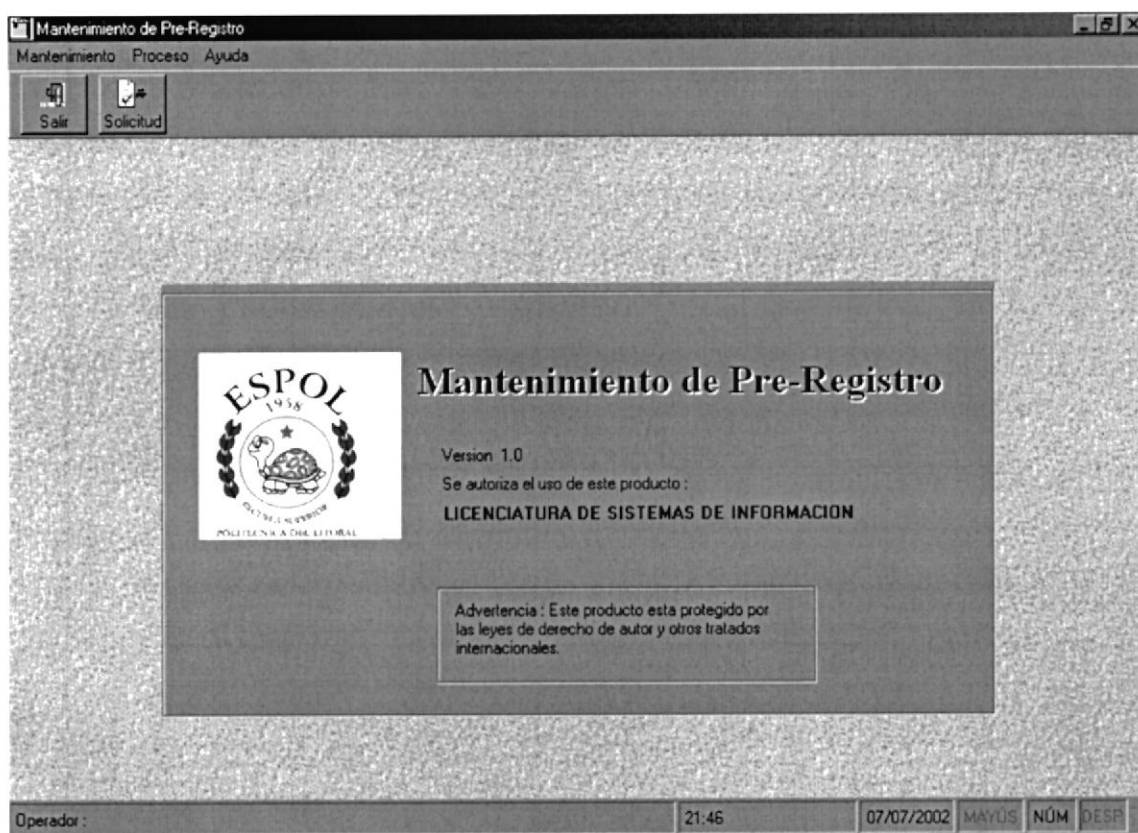 Mantenimiento de Pre-Registro
Mantenimiento Proceso Ayuda
Salir Solicitud
ESPOL
1958
ESCUELA SUPERIOR
POLITECNICA DEL LITORAL
Mantenimiento de Pre-Registro
Version 1.0
Se autoriza el uso de este producto :
LICENCIATURA DE SISTEMAS DE INFORMACION
Advertencia : Este producto esta protegido por
las leyes de derecho de autor y otros tratados
internacionales.
Operador : 21:46 07/07/2002 MAYÚS NÚM DESP